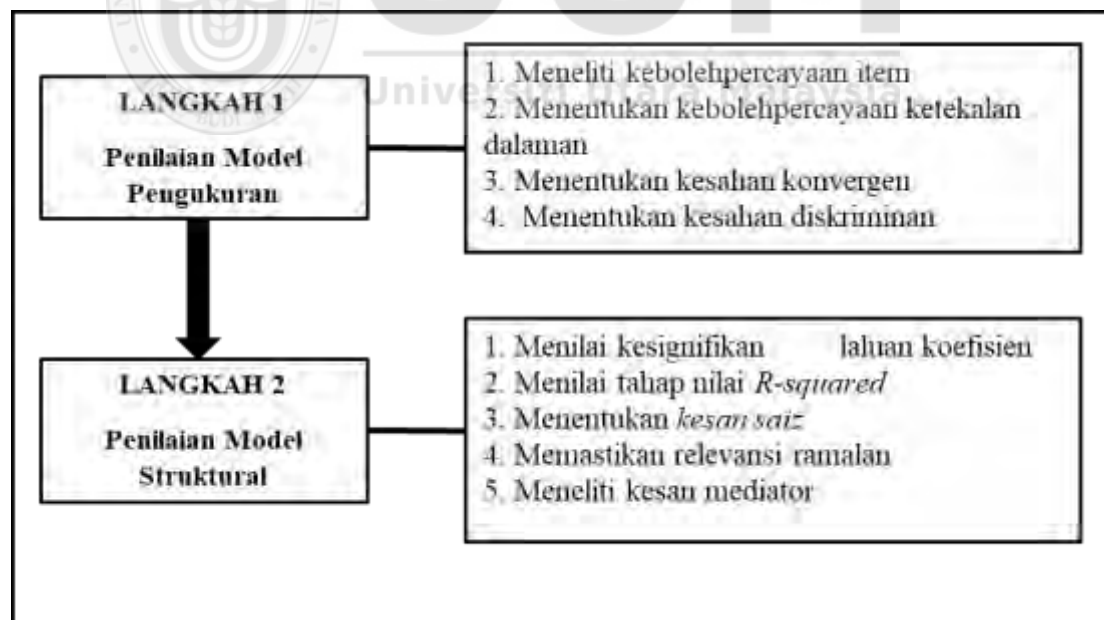 LANGKAH 1
Penilaian Model
Pengukuran
1. Meneliti kebolehpercayaan item
2. Menentukan kebolehpercayaan ketekalan
dalaman
3. Menentukan kesahan konvergen
4. Menentukan kesahan diskriminan
Universiti Utara Malaysia
LANGKAH 2
Penilaian Model
Struktural
1. Menilai kesignifikan laluan koefisien
2. Menilai tahap nilai R-squared
3. Menentukan kesan saiz
4. Memastikan relevansi ramalan
5. Meneliti kesan mediator